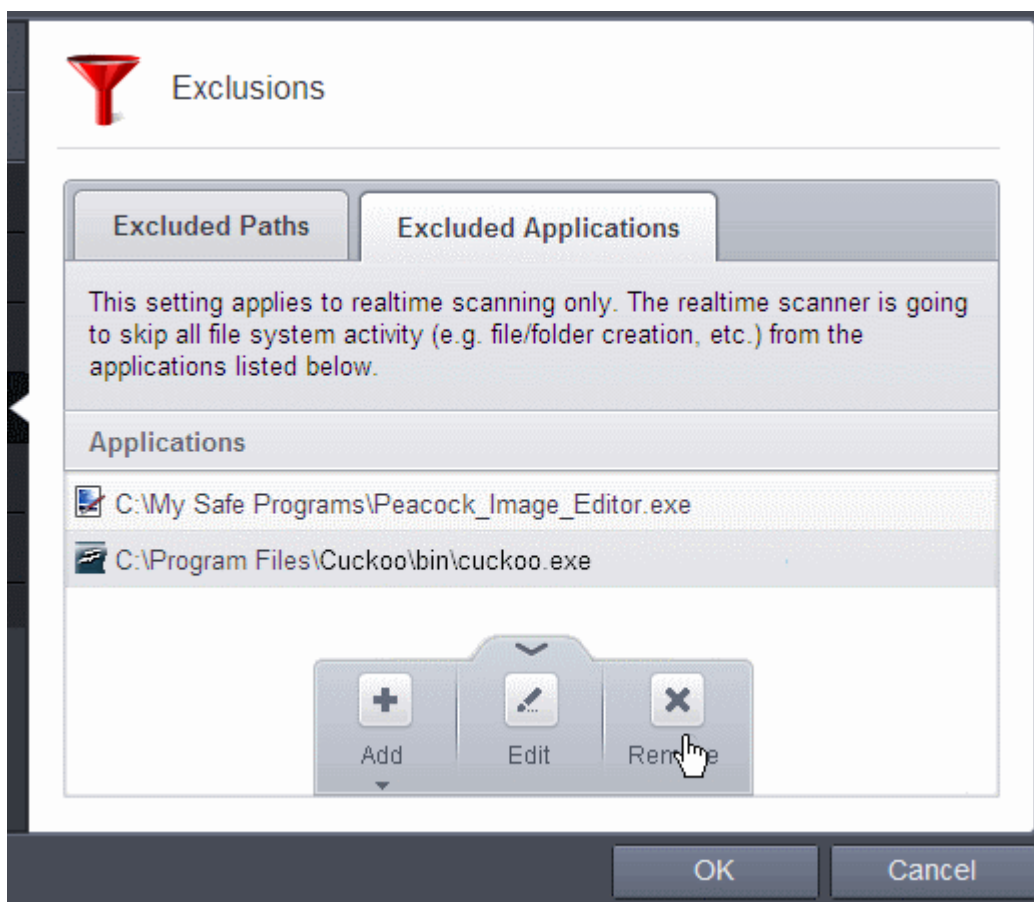 Exclusions
Excluded Paths
Excluded Applications
This setting applies to realtime scanning only. The realtime scanner is going
to skip all file system activity (e.g. file/folder creation, etc.) from the
applications listed below.
Applications
C:\My Safe Programs\Peacock_Image_Editor.exe
C:\Program Files\Cuckoo\bin\cuckoo.exe
Add
Edit
Remove
OK
Cancel